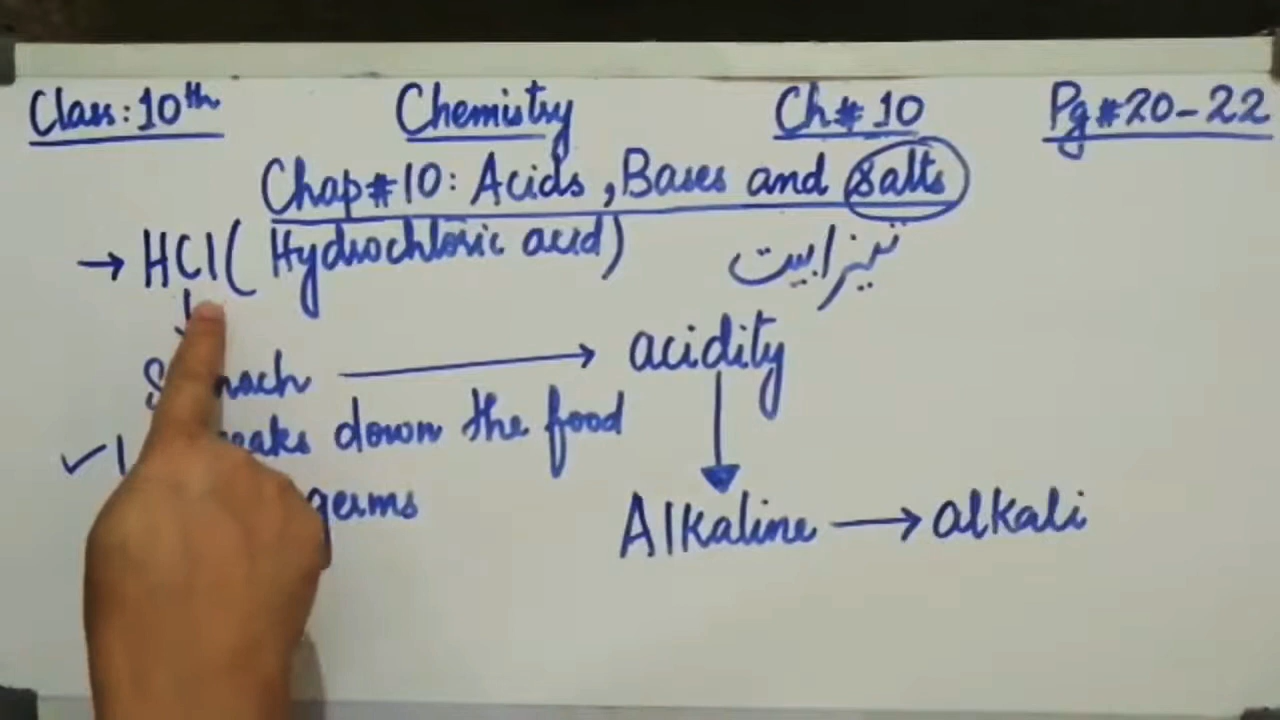 Class: 10th Chemistry Ch# 10 Pg# 20-22
Chap# 10: Acids, Bases and Salts
→ HCl ( Hydrochloric acid) تیزابیت
→ acidity
✓ down the food
germs
Alkaline → alkali